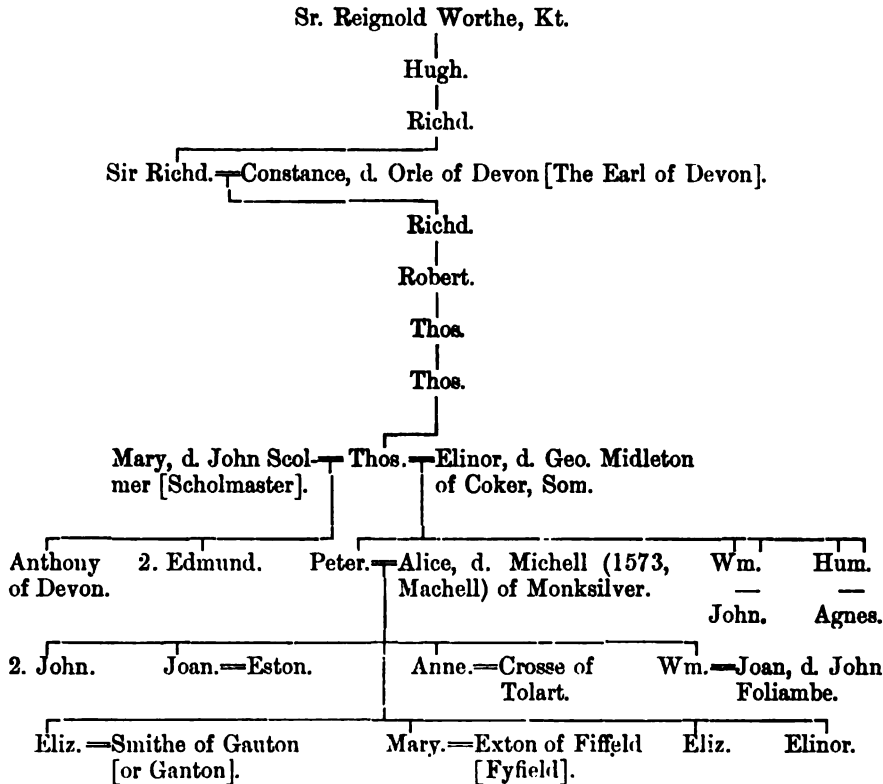 Sr. Reignold Worthe, Kt.
Hugh.
Richd.
Sir Richd.=Constance, d. Orle of Devon [The Earl of Devon].
Richd.
Robert.
Thos.
Thos.
Mary, d. John Scol-= Thos.=Elinor, d. Geo. Midleton
mer [Scholmaster]. of Coker, Som.
Anthony 2. Edmund. Peter.=Alice, d. Michell (1573, Wm. Hum.
of Devon. Machell) of Monksilver. — —
John. Agnes.
2. John. Joan.=Eston. Anne.=Crosse of Wm.=Joan, d. John
Tolart. Foliambe.
Eliz.=Smithe of Gauton Mary.=Exton of Fiffeld Eliz. Elinor.
[or Ganton]. [Fyfield].